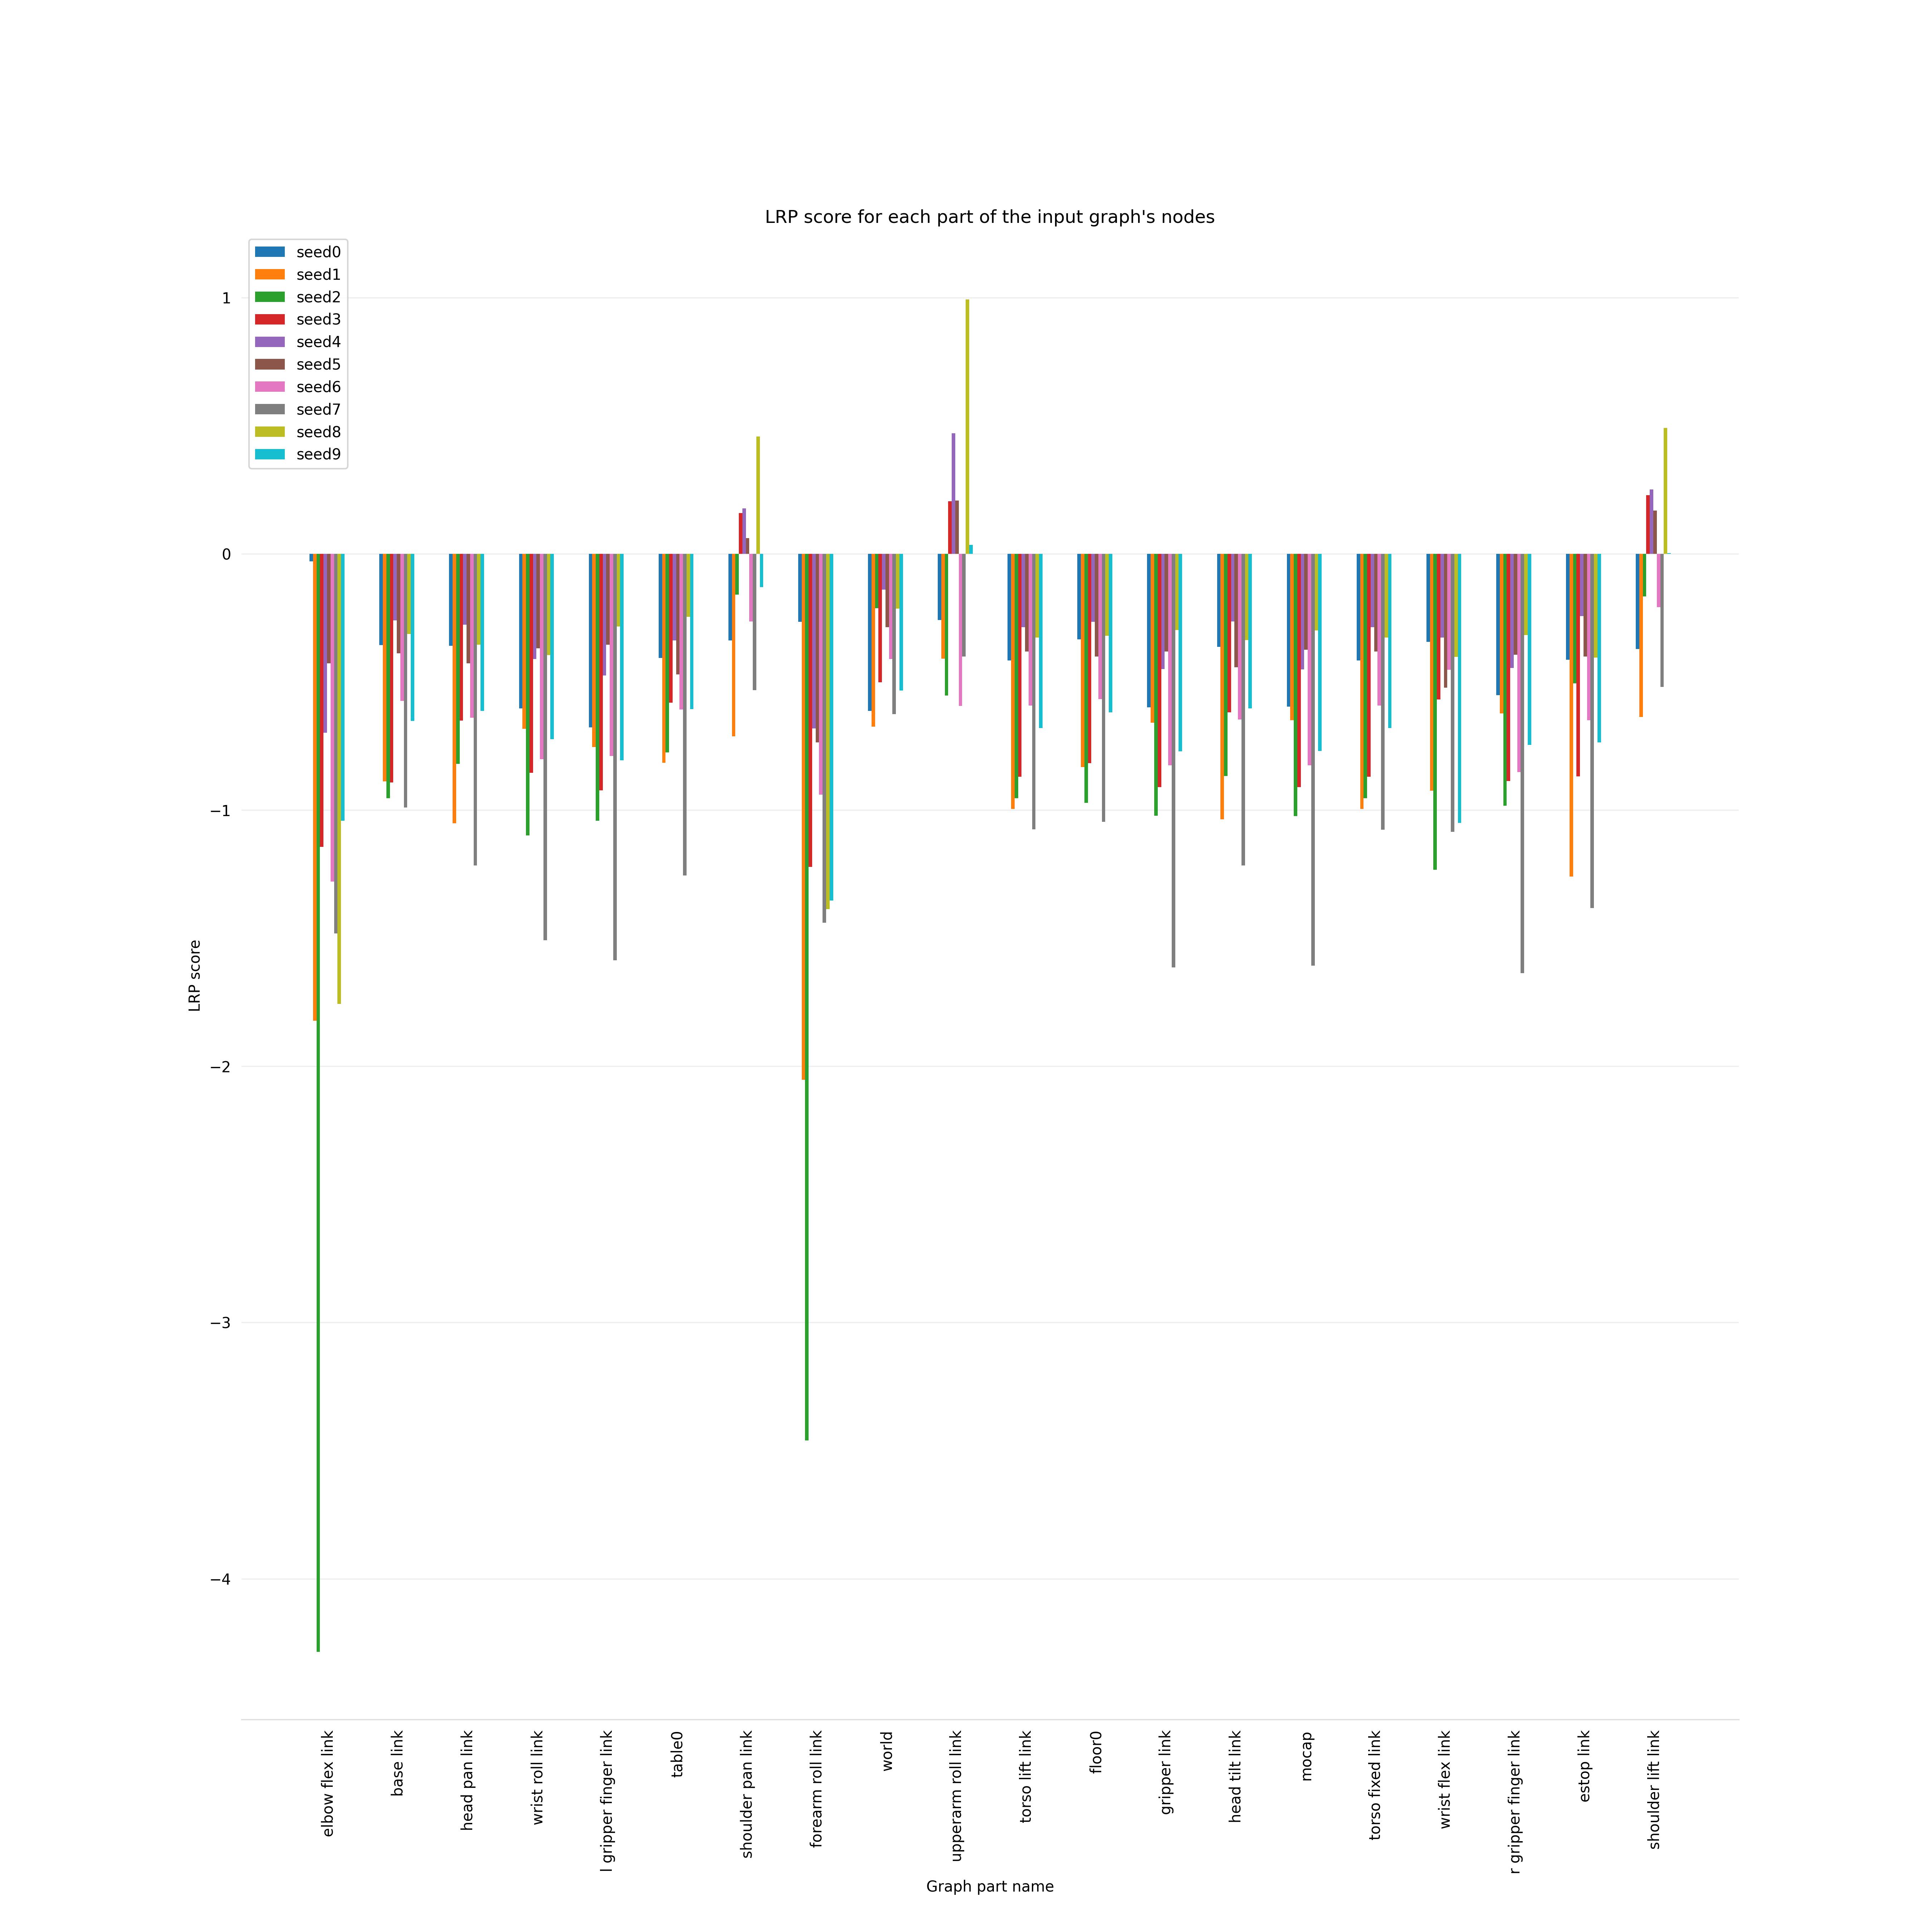 LRP score for each part of the input graph's nodes
seed0
seed1
seed2
seed3
seed4
seed5
seed6
seed7
seed8
seed9
1
0
−1
−2
−3
−4
LRP score
elbow flex link
base link
head pan link
wrist roll link
l gripper finger link
table0
shoulder pan link
forearm roll link
world
upperarm roll link
torso lift link
floor0
gripper link
head tilt link
mocap
torso fixed link
wrist flex link
r gripper finger link
estop link
shoulder lift link
Graph part name